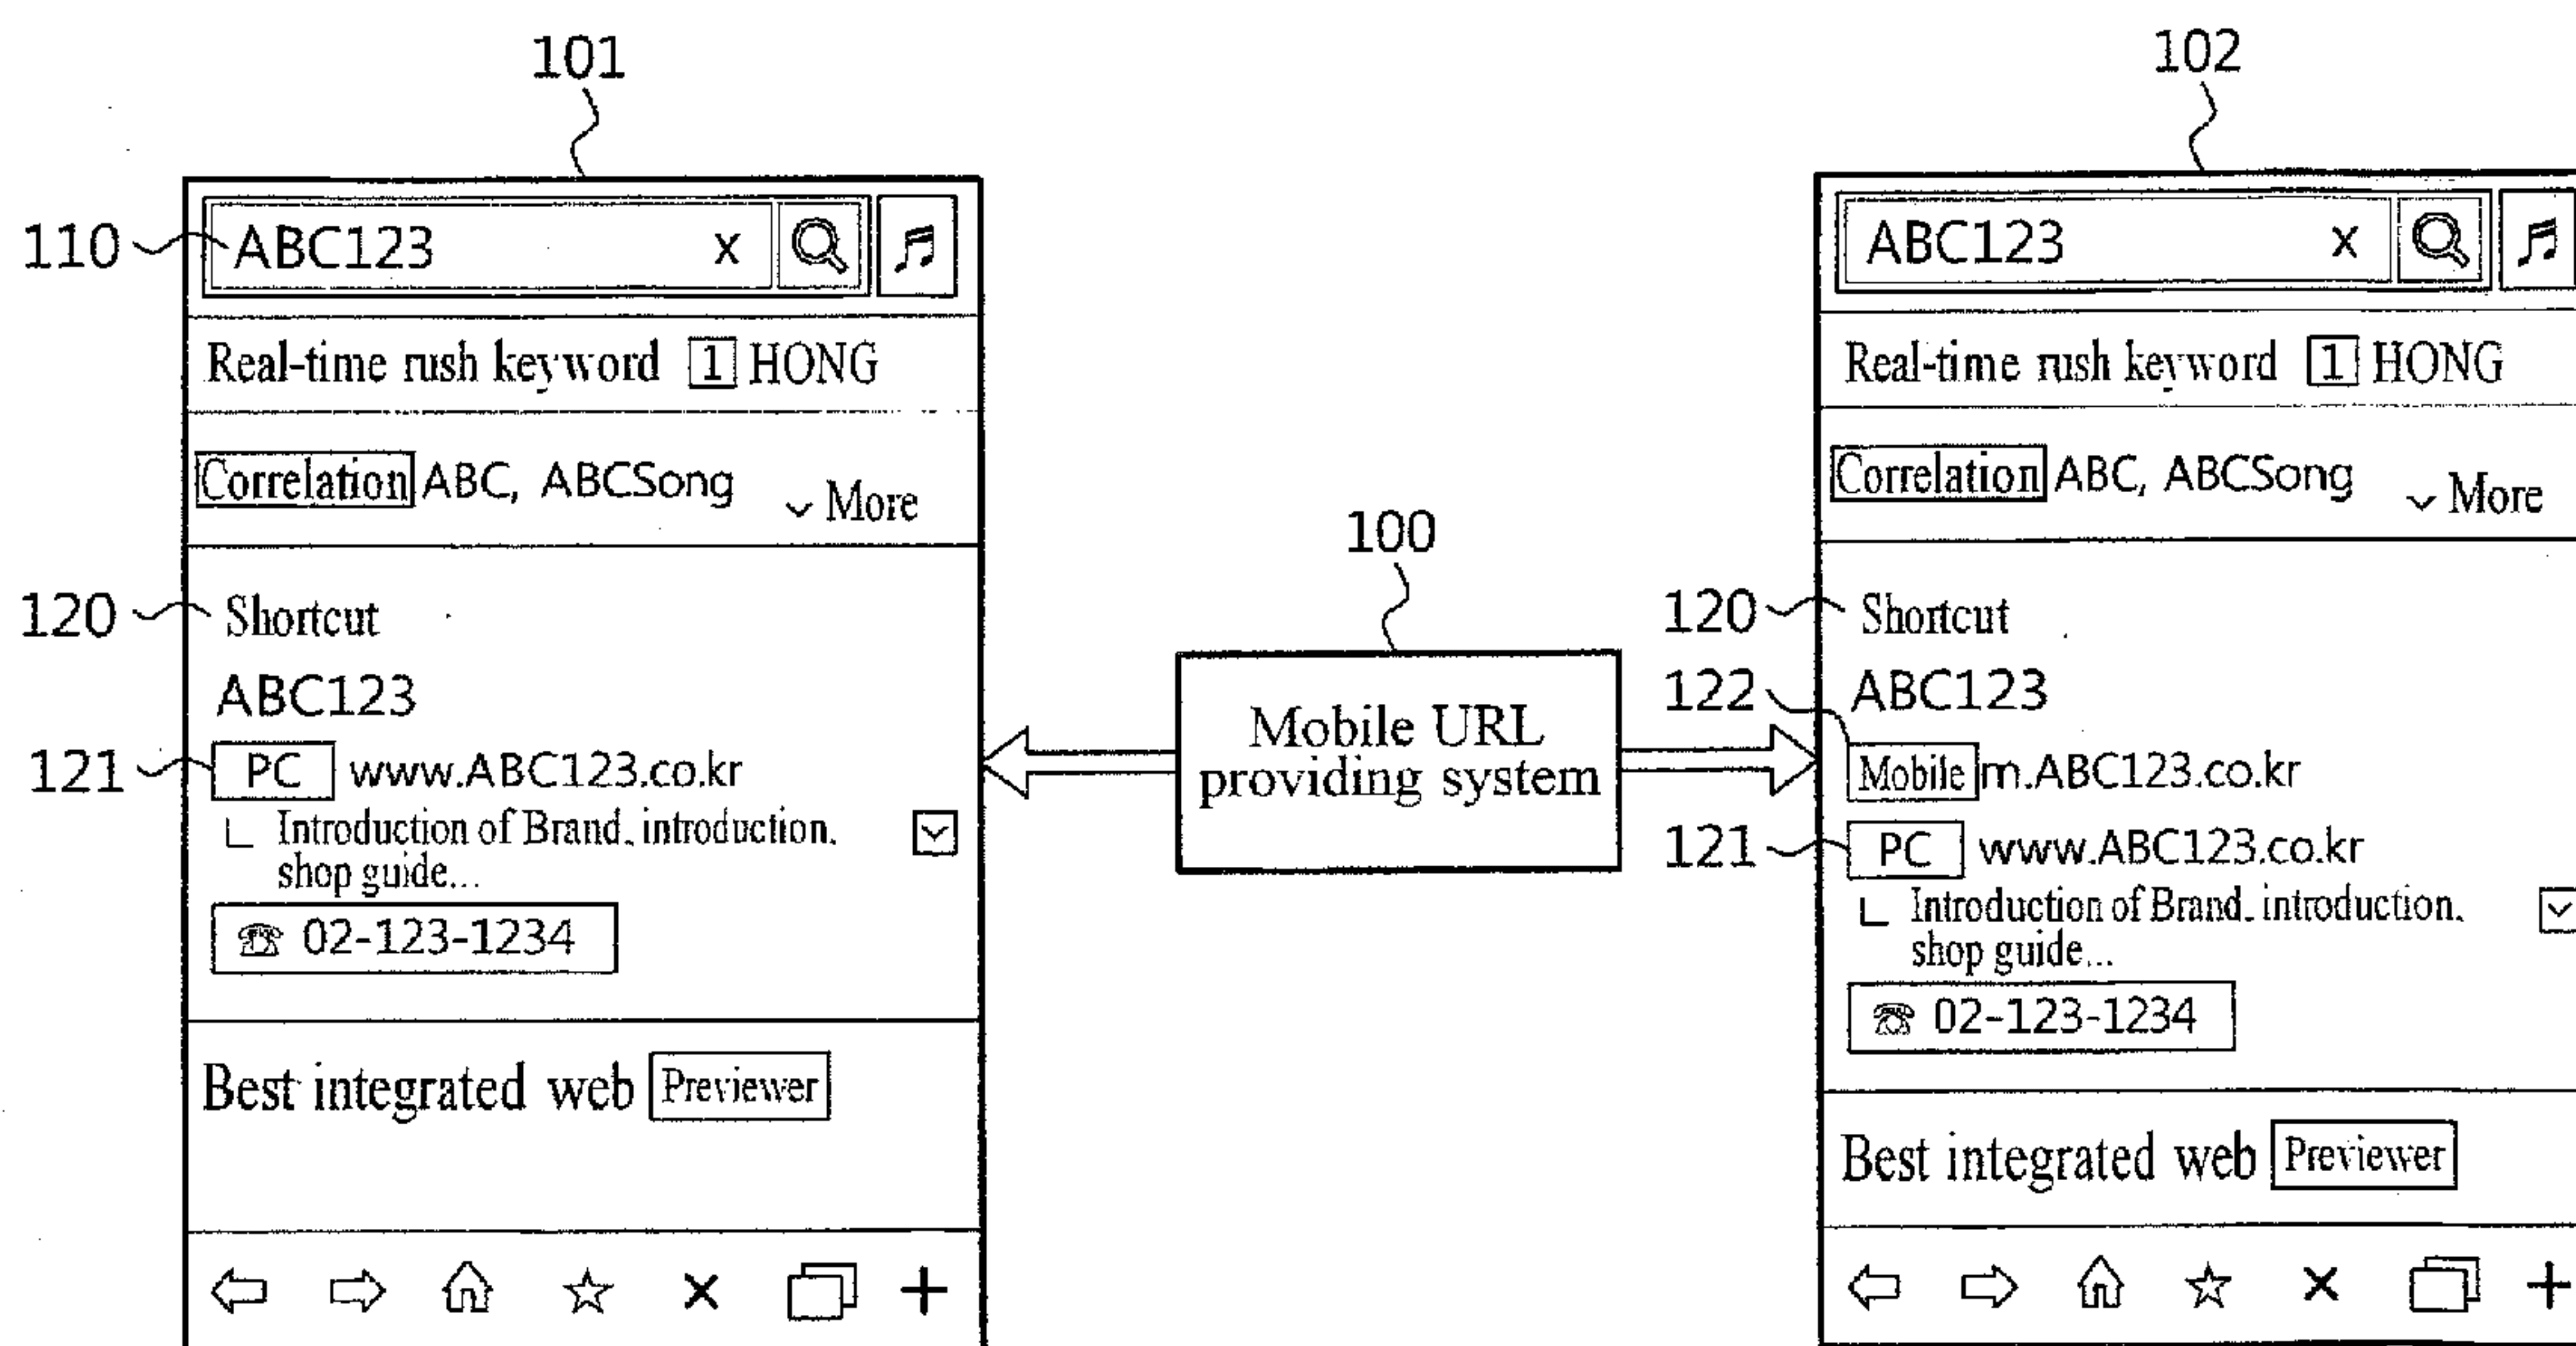 101
110
ABC123 x
Real-time rush keyword 1 HONG
Correlation ABC, ABCSong More
120
Shortcut
ABC123
121
PC www.ABC123.co.kr
Introduction of Brand, introduction,
shop guide...
02-123-1234
Best integrated web Previewer
100
Mobile URL
providing system
102
ABC123 x
Real-time rush keyword 1 HONG
Correlation ABC, ABCSong More
120
Shortcut
122
ABC123
Mobile m.ABC123.co.kr
121
PC www.ABC123.co.kr
Introduction of Brand, introduction,
shop guide...
02-123-1234
Best integrated web Previewer